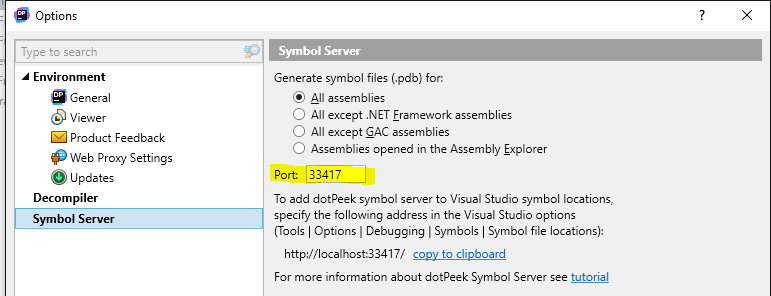 Options
?
Type to search
Environment
General
Viewer
Product Feedback
Web Proxy Settings
Updates
Decompiler
Symbol Server
Symbol Server
Generate symbol files (.pdb) for:
All assemblies
All except .NET Framework assemblies
All except GAC assemblies
Assemblies opened in the Assembly Explorer
Port: 33417
To add dotPeek symbol server to Visual Studio symbol locations,
specify the following address in the Visual Studio options
(Tools | Options | Debugging | Symbols | Symbol file locations):
http://localhost:33417/ copy to clipboard
For more information about dotPeek Symbol Server see tutorial